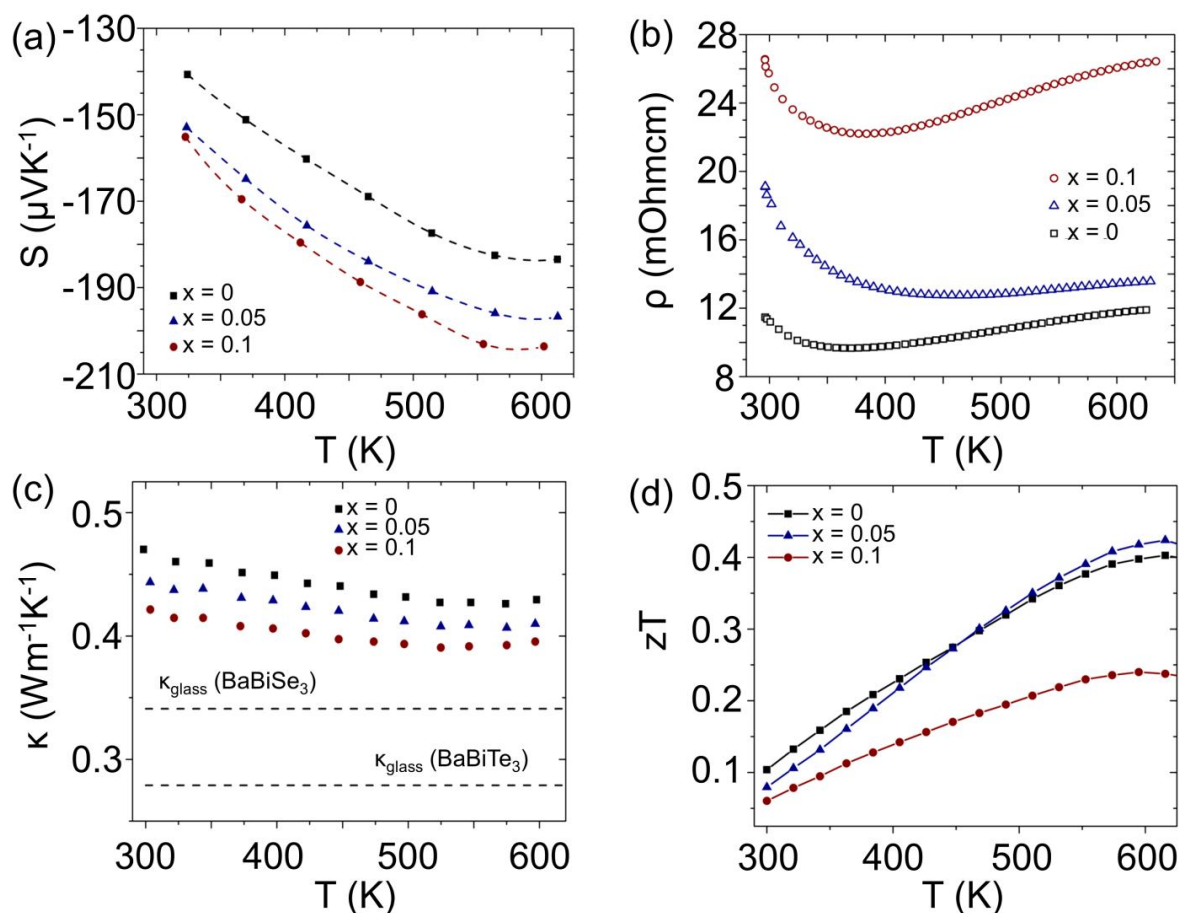 (a)
S (µVK⁻¹)
-130
-150
-170
-190
-210
x = 0
x = 0.05
x = 0.1
300
400
500
600
T (K)
(b)
ρ (mOhmcm)
28
24
20
16
12
8
x = 0.1
x = 0.05
x = 0
300
400
500
600
T (K)
(c)
κ (Wm⁻¹K⁻¹)
0.5
0.4
0.3
x = 0
x = 0.05
x = 0.1
κglass (BaBiSe₃)
κglass (BaBiTe₃)
300
400
500
600
T (K)
(d)
zT
0.5
0.4
0.3
0.2
0.1
x = 0
x = 0.05
x = 0.1
300
400
500
600
T (K)